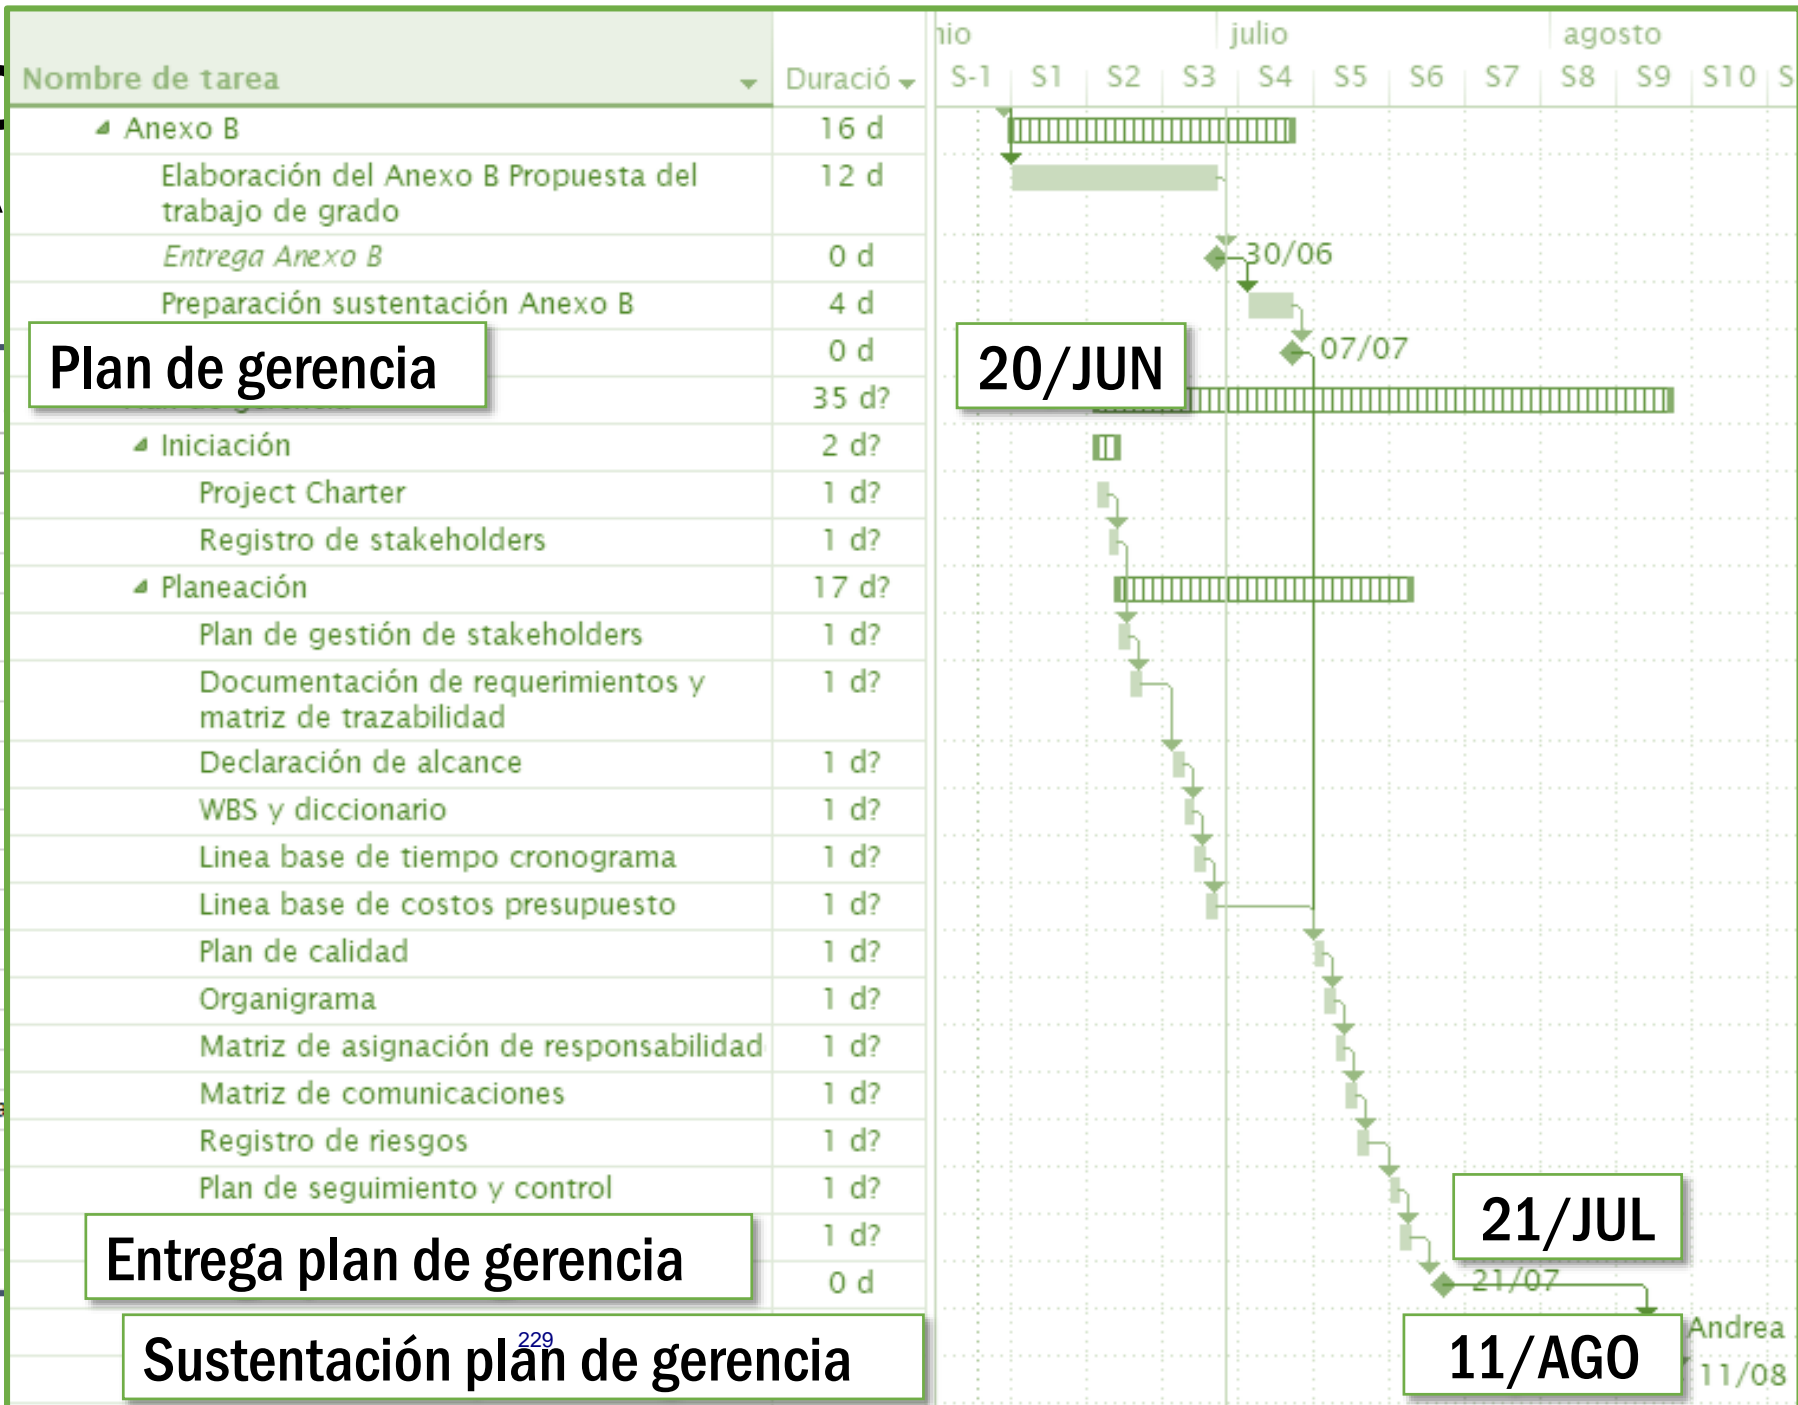 nio julio agosto
Nombre de tarea Duració S-1 S1 S2 S3 S4 S5 S6 S7 S8 S9 S10 S
Anexo B 16 d
Elaboración del Anexo B Propuesta del 12 d
trabajo de grado
Entrega Anexo B 0 d 30/06
Preparación sustentación Anexo B 4 d
0 d 07/07
Plan de gerencia 20/JUN
35 d?
Iniciación 2 d?
Project Charter 1 d?
Registro de stakeholders 1 d?
Planeación 17 d?
Plan de gestión de stakeholders 1 d?
Documentación de requerimientos y 1 d?
matriz de trazabilidad
Declaración de alcance 1 d?
WBS y diccionario 1 d?
Linea base de tiempo cronograma 1 d?
Linea base de costos presupuesto 1 d?
Plan de calidad 1 d?
Organigrama 1 d?
Matriz de asignación de responsabilidad 1 d?
Matriz de comunicaciones 1 d?
Registro de riesgos 1 d?
Plan de seguimiento y control 1 d?
1 d? 21/JUL
Entrega plan de gerencia
0 d 21/07
Andrea
229
Sustentación plan de gerencia 11/AGO
11/08